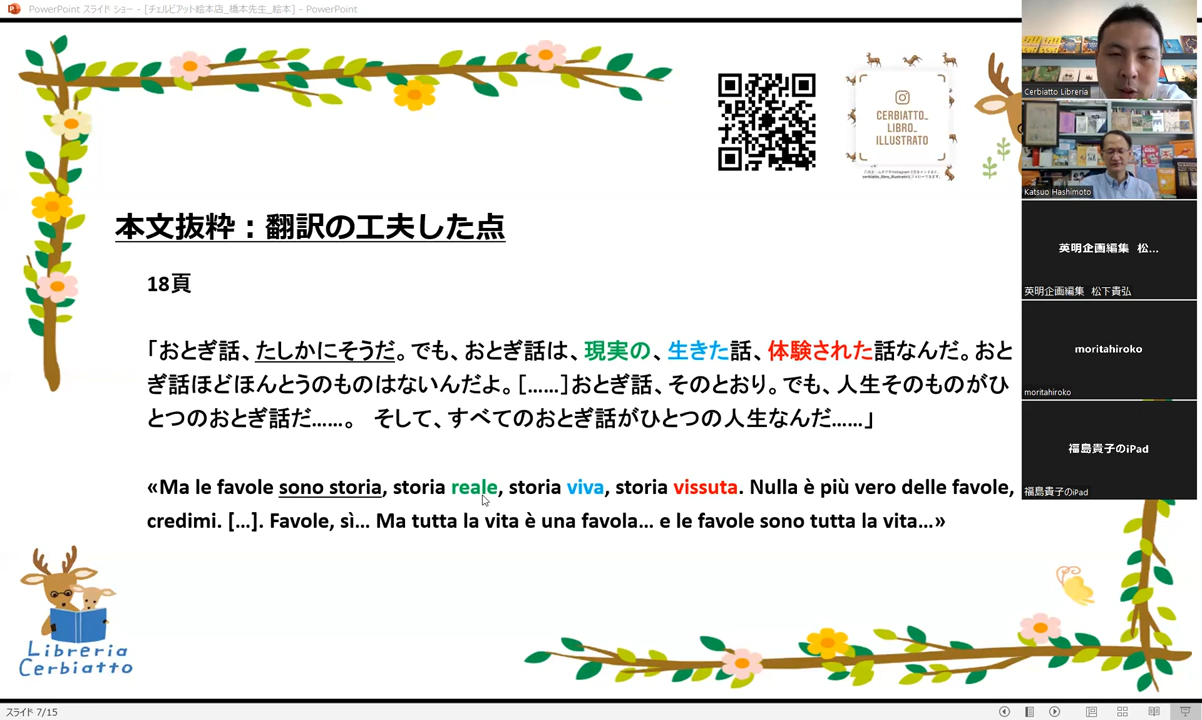 PowerPoint スライド ショー - [チェルビアット絵本店_橋本先生_絵本] - PowerPoint
CERBIATTO_
LIBRO_
ILLUSTRATO
Cerbiatto Libreria
Katsuo Hashimoto
英明企画編集 松...
英明企画編集 松下貴弘
moritahiroko
moritahiroko
福島貴子のiPad
福島貴子のiPad
本文抜粋：翻訳の工夫した点
18頁
「おとぎ話、たしかにそうだ。でも、おとぎ話は、現実の、生きた話、体験された話なんだ。おと
ぎ話ほどほんとうのものはないんだよ。[……]おとぎ話、そのとおり。でも、人生そのものがひ
とつのおとぎ話だ……。 そして、すべてのおとぎ話がひとつの人生なんだ……」
«Ma le favole sono storia, storia reale, storia viva, storia vissuta. Nulla è più vero delle favole,
credimi. […]. Favole, sì… Ma tutta la vita è una favola… e le favole sono tutta la vita…»
Libreria
Cerbiatto
スライド 7/15